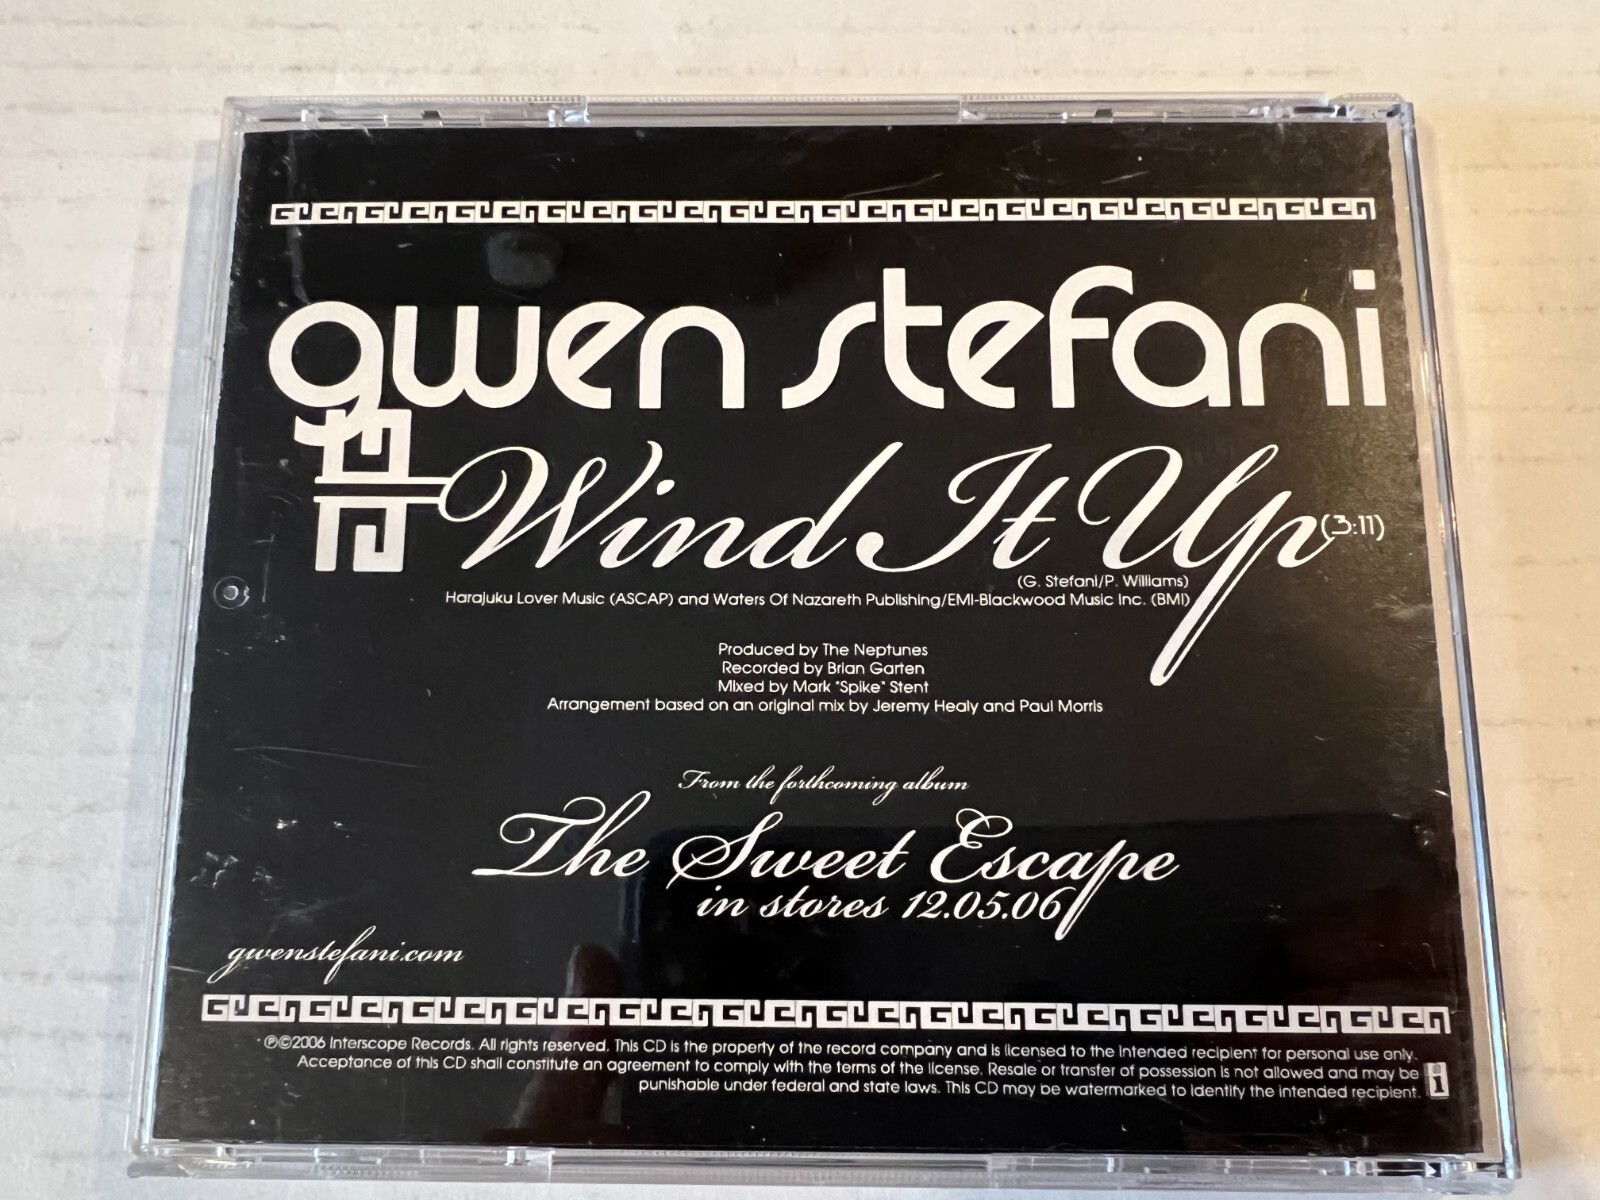 gwen stefani
Wind It Up (3:11)
(G. Stefani/P. Williams)
Harajuku Lover Music (ASCAP) and Waters Of Nazareth Publishing/EMI-Blackwood Music Inc. (BMI)
Produced by The Neptunes
Recorded by Brian Garten
Mixed by Mark "Spike" Stent
Arrangement based on an original mix by Jeremy Healy and Paul Morris
From the forthcoming album
The Sweet Escape
in stores 12.05.06
gwenstefani.com
℗©2006 Interscope Records. All rights reserved. This CD is the property of the record company and is licensed to the intended recipient for personal use only.
Acceptance of this CD shall constitute an agreement to comply with the terms of the license. Resale or transfer of possession is not allowed and may be
punishable under federal and state laws. This CD may be watermarked to identify the intended recipient.